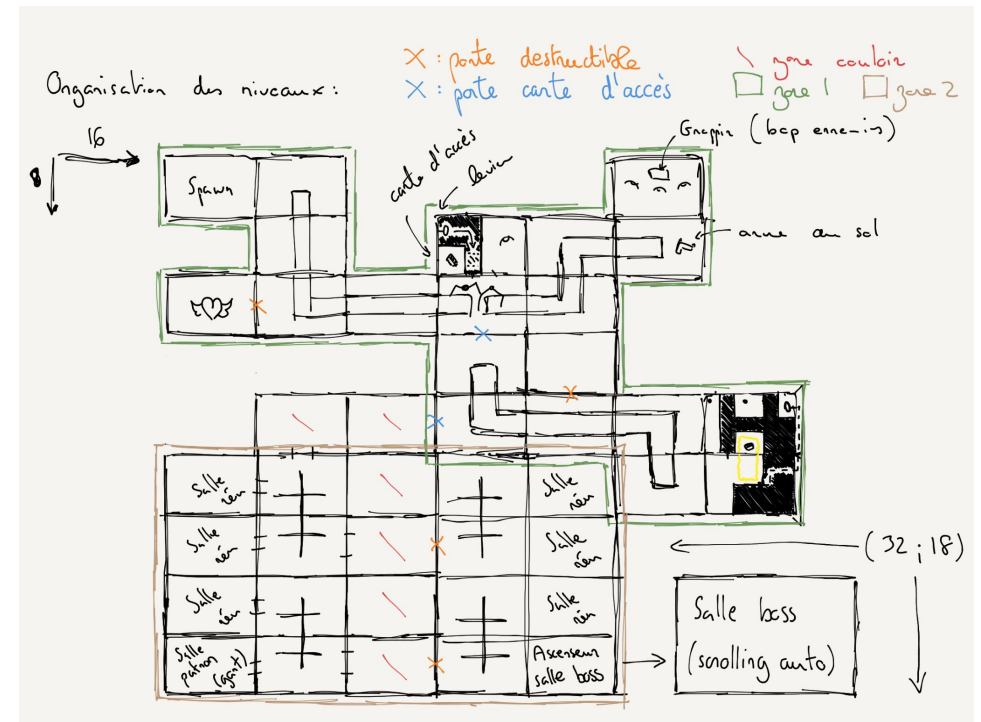 X : porte destructible
\ zone couloir
Organisation des niveaux :
X : porte carte d'accès
zone 1
zone 2
16
8
Grappin (bcp ennemis)
carte d'accès
levier
Spawn
arme au sol
Salle
réu
Salle
réu
Salle
réu
Salle
réu
(32 ; 18)
Salle
réu
Salle
réu
Salle boss
(scrolling auto)
Salle
patron
(agent)
Ascenseur
salle boss